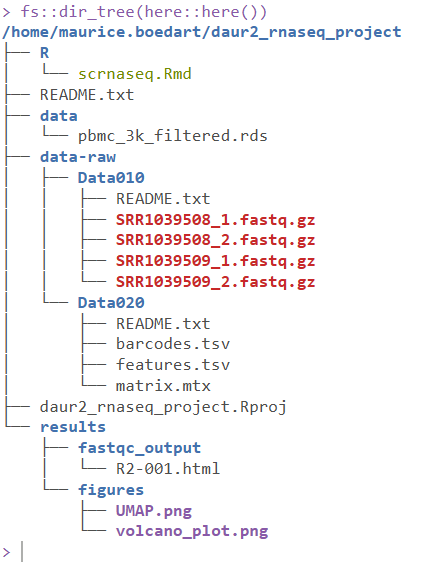 > fs::dir_tree(here::here())
/home/maurice.boedart/daur2_rnaseq_project
├── R
│   └── scrnaseq.Rmd
├── README.txt
├── data
│   └── pbmc_3k_filtered.rds
├── data-raw
│   ├── Data010
│   │   ├── README.txt
│   │   ├── SRR1039508_1.fastq.gz
│   │   ├── SRR1039508_2.fastq.gz
│   │   ├── SRR1039509_1.fastq.gz
│   │   └── SRR1039509_2.fastq.gz
│   └── Data020
│       ├── README.txt
│       ├── barcodes.tsv
│       ├── features.tsv
│       └── matrix.mtx
├── daur2_rnaseq_project.Rproj
└── results
    ├── fastqc_output
    │   └── R2-001.html
    └── figures
        ├── UMAP.png
        └── volcano_plot.png
>